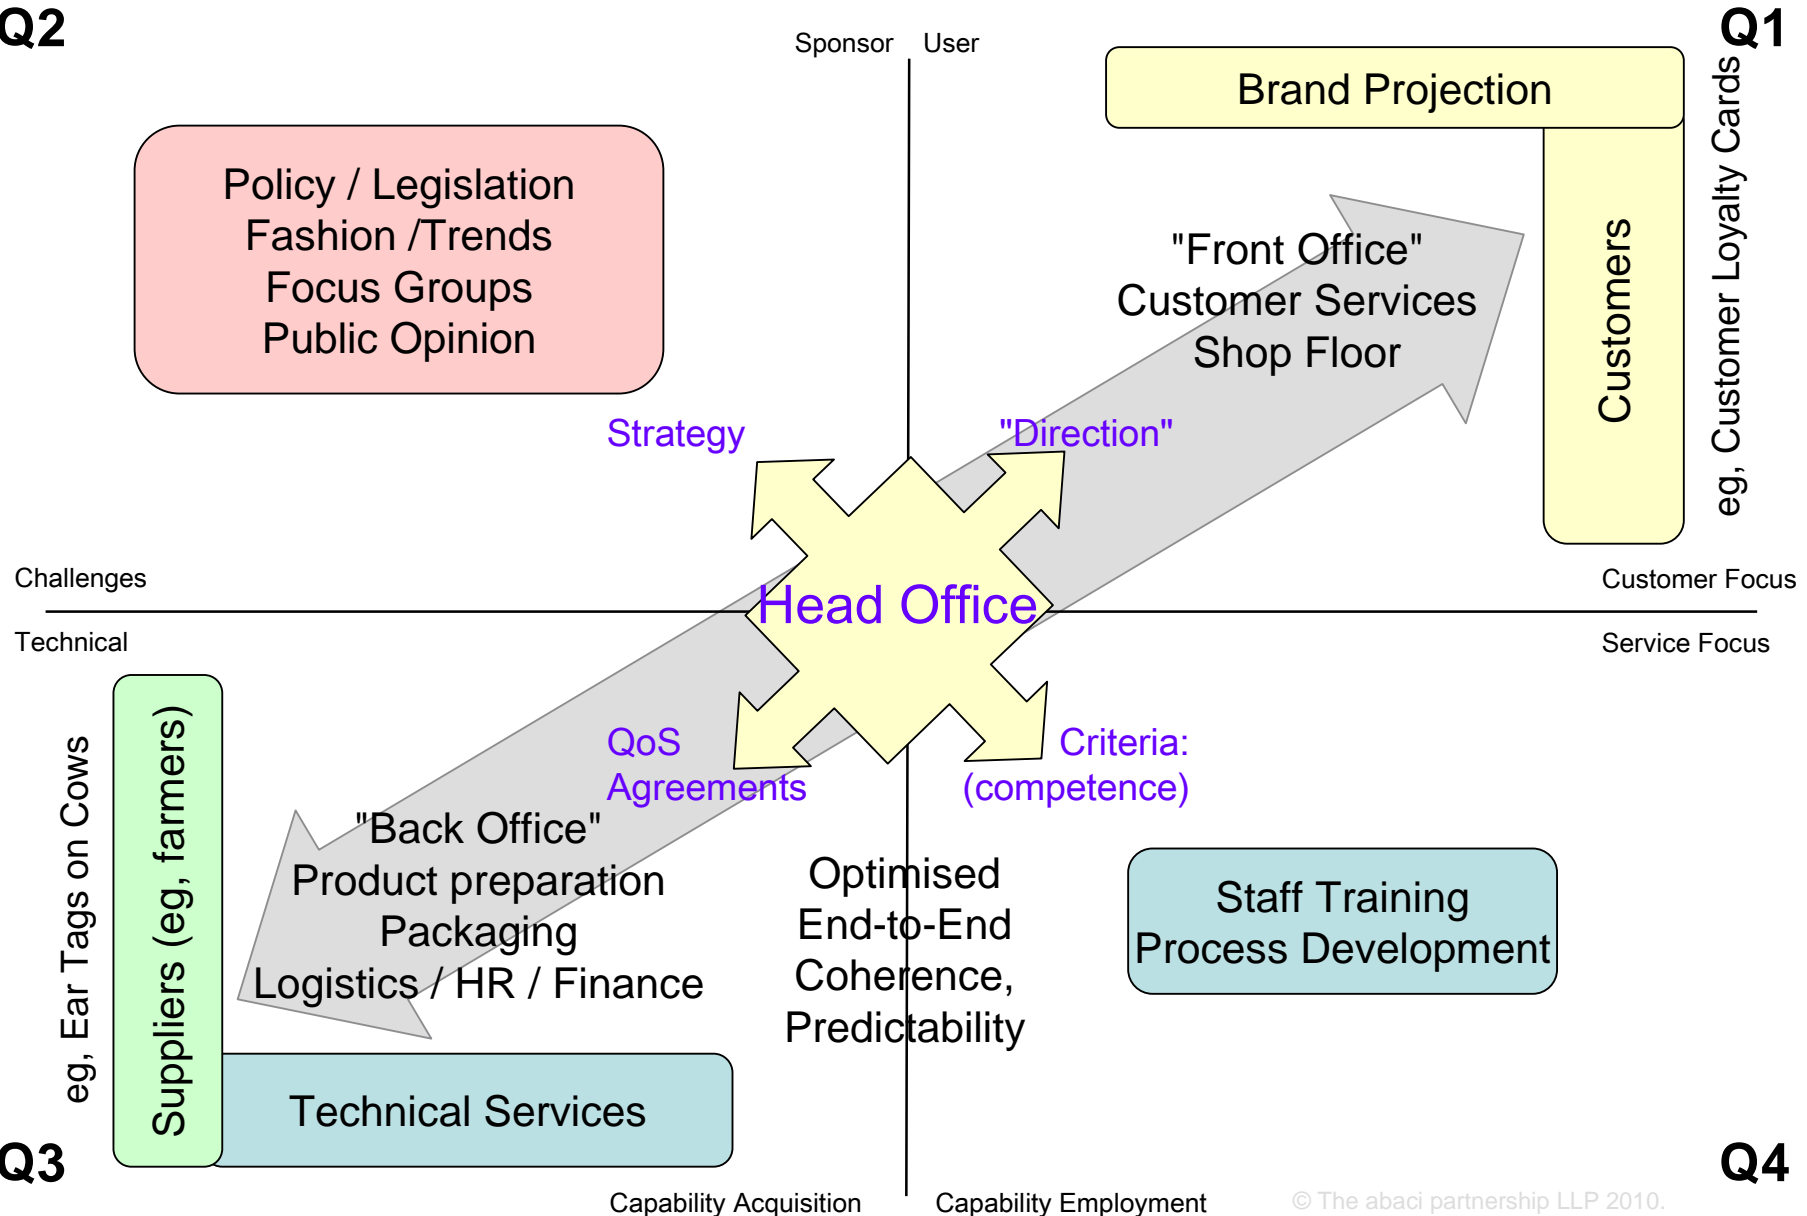 Q2
Q1
Sponsor
User
Brand Projection
eg, Customer Loyalty Cards
Customers
Policy / Legislation
Fashion /Trends
Focus Groups
Public Opinion
"Front Office"
Customer Services
Shop Floor
Strategy
"Direction"
Challenges
Customer Focus
Head Office
Technical
Service Focus
eg, Ear Tags on Cows
Suppliers (eg, farmers)
QoS
Agreements
Criteria:
(competence)
"Back Office"
Product preparation
Packaging
Logistics / HR / Finance
Optimised
End-to-End
Coherence,
Predictability
Staff Training
Process Development
Technical Services
Q3
Q4
Capability Acquisition
Capability Employment
© The abaci partnership LLP 2010.